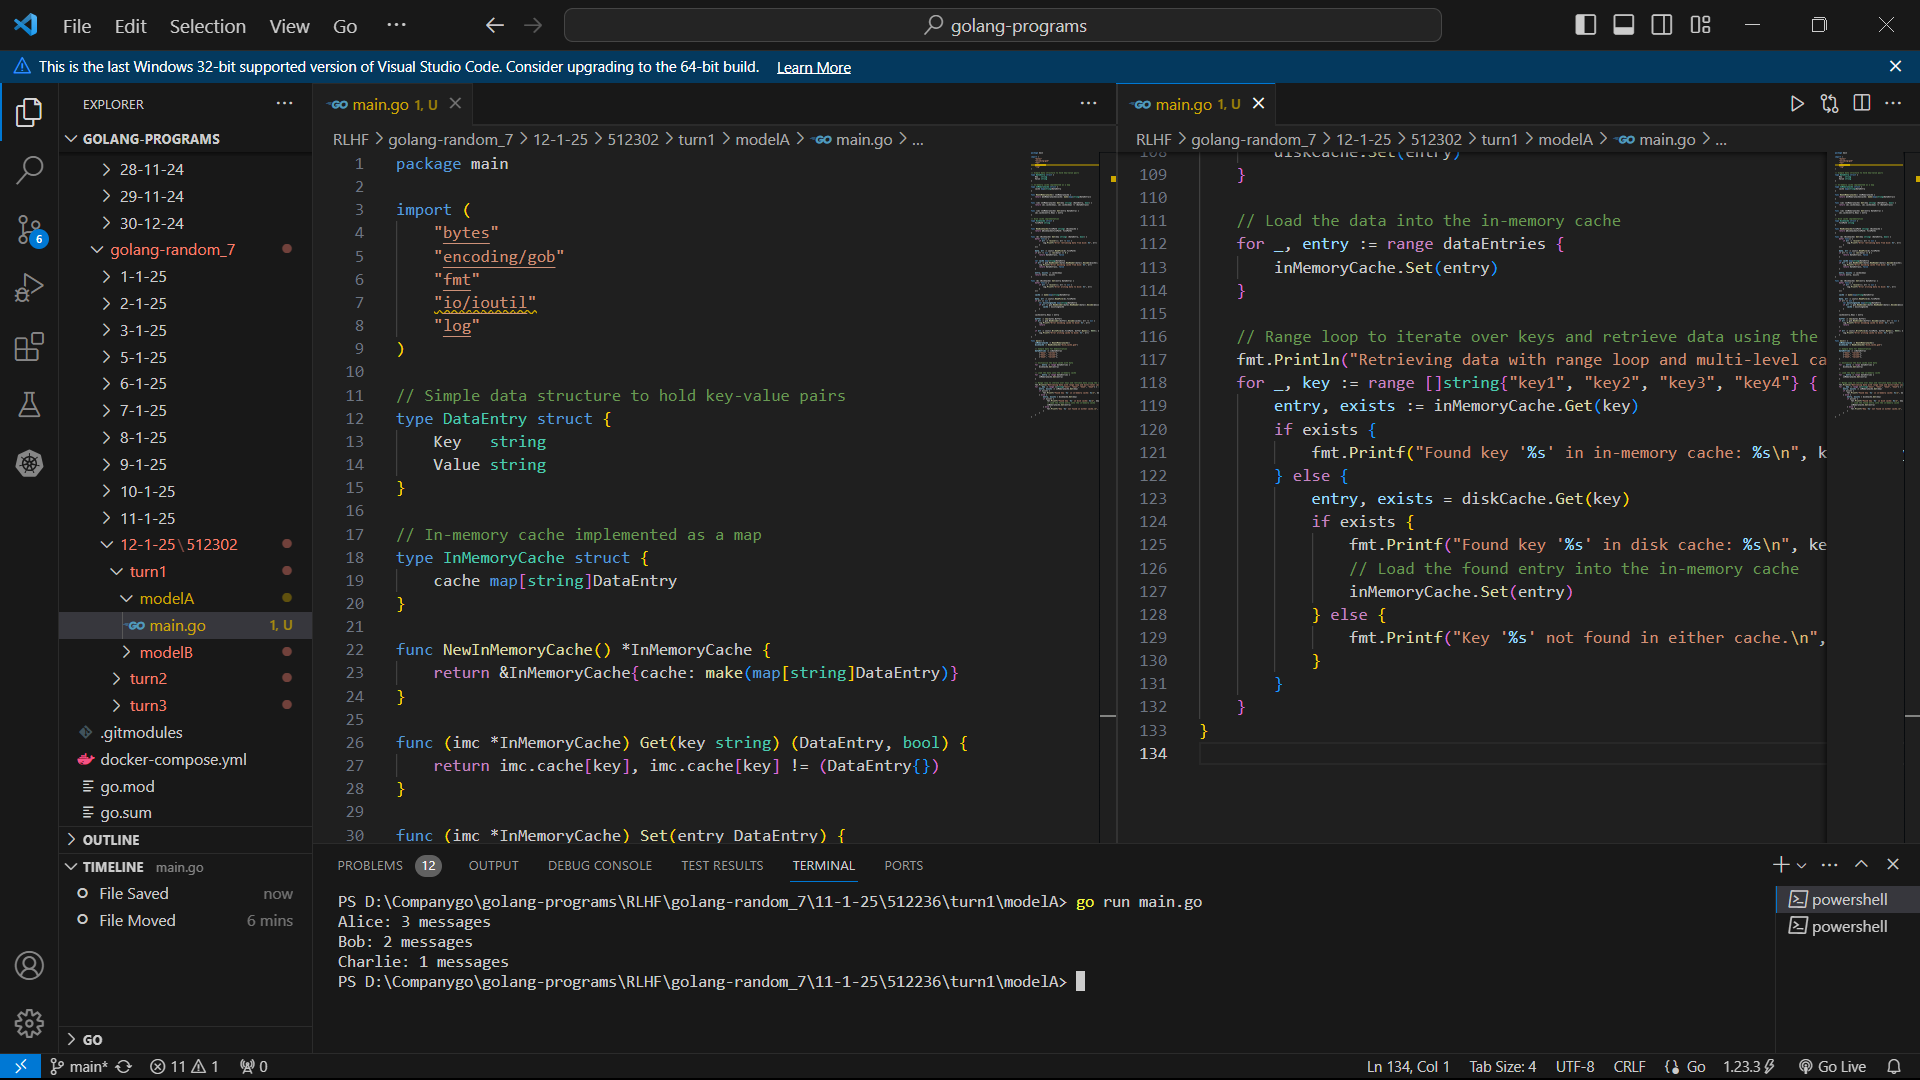 File Edit Selection View Go ···
golang-programs
This is the last Windows 32-bit supported version of Visual Studio Code. Consider upgrading to the 64-bit build. Learn More
EXPLORER
GOLANG-PROGRAMS
28-11-24
29-11-24
30-12-24
golang-random_7
1-1-25
2-1-25
3-1-25
5-1-25
6-1-25
7-1-25
8-1-25
9-1-25
10-1-25
11-1-25
12-1-25\512302
turn1
modelA
main.go 1, U
modelB
turn2
turn3
.gitmodules
docker-compose.yml
go.mod
go.sum
OUTLINE
TIMELINE main.go
File Saved now
File Moved 6 mins
GO
6
main.go 1, U
RLHF > golang-random_7 > 12-1-25 > 512302 > turn1 > modelA > main.go > ...
1 package main
2
3 import (
4 "bytes"
5 "encoding/gob"
6 "fmt"
7 "io/ioutil"
8 "log"
9 )
10
11 // Simple data structure to hold key-value pairs
12 type DataEntry struct {
13 Key   string
14 Value string
15 }
16
17 // In-memory cache implemented as a map
18 type InMemoryCache struct {
19 cache map[string]DataEntry
20 }
21
22 func NewInMemoryCache() *InMemoryCache {
23 return &InMemoryCache{cache: make(map[string]DataEntry)}
24 }
25
26 func (imc *InMemoryCache) Get(key string) (DataEntry, bool) {
27 return imc.cache[key], imc.cache[key] != (DataEntry{})
28 }
29
30 func (imc *InMemoryCache) Set(entry DataEntry) {
main.go 1, U
RLHF > golang-random_7 > 12-1-25 > 512302 > turn1 > modelA > main.go > ...
108 diskCache.Set(entry)
109 }
110
111 // Load the data into the in-memory cache
112 for _, entry := range dataEntries {
113 inMemoryCache.Set(entry)
114 }
115
116 // Range loop to iterate over keys and retrieve data using the
117 fmt.Println("Retrieving data with range loop and multi-level ca
118 for _, key := range []string{"key1", "key2", "key3", "key4"} {
119 entry, exists := inMemoryCache.Get(key)
120 if exists {
121 fmt.Printf("Found key '%s' in in-memory cache: %s\n", k
122 } else {
123 entry, exists = diskCache.Get(key)
124 if exists {
125 fmt.Printf("Found key '%s' in disk cache: %s\n", ke
126 // Load the found entry into the in-memory cache
127 inMemoryCache.Set(entry)
128 } else {
129 fmt.Printf("Key '%s' not found in either cache.\n",
130 }
131 }
132 }
133 }
134
PROBLEMS 12 OUTPUT DEBUG CONSOLE TEST RESULTS TERMINAL PORTS
PS D:\Companygo\golang-programs\RLHF\golang-random_7\11-1-25\512236\turn1\modelA> go run main.go
Alice: 3 messages
Bob: 2 messages
Charlie: 1 messages
PS D:\Companygo\golang-programs\RLHF\golang-random_7\11-1-25\512236\turn1\modelA>
powershell
powershell
main* 11 1 0 Ln 134, Col 1 Tab Size: 4 UTF-8 CRLF Go 1.23.3 Go Live